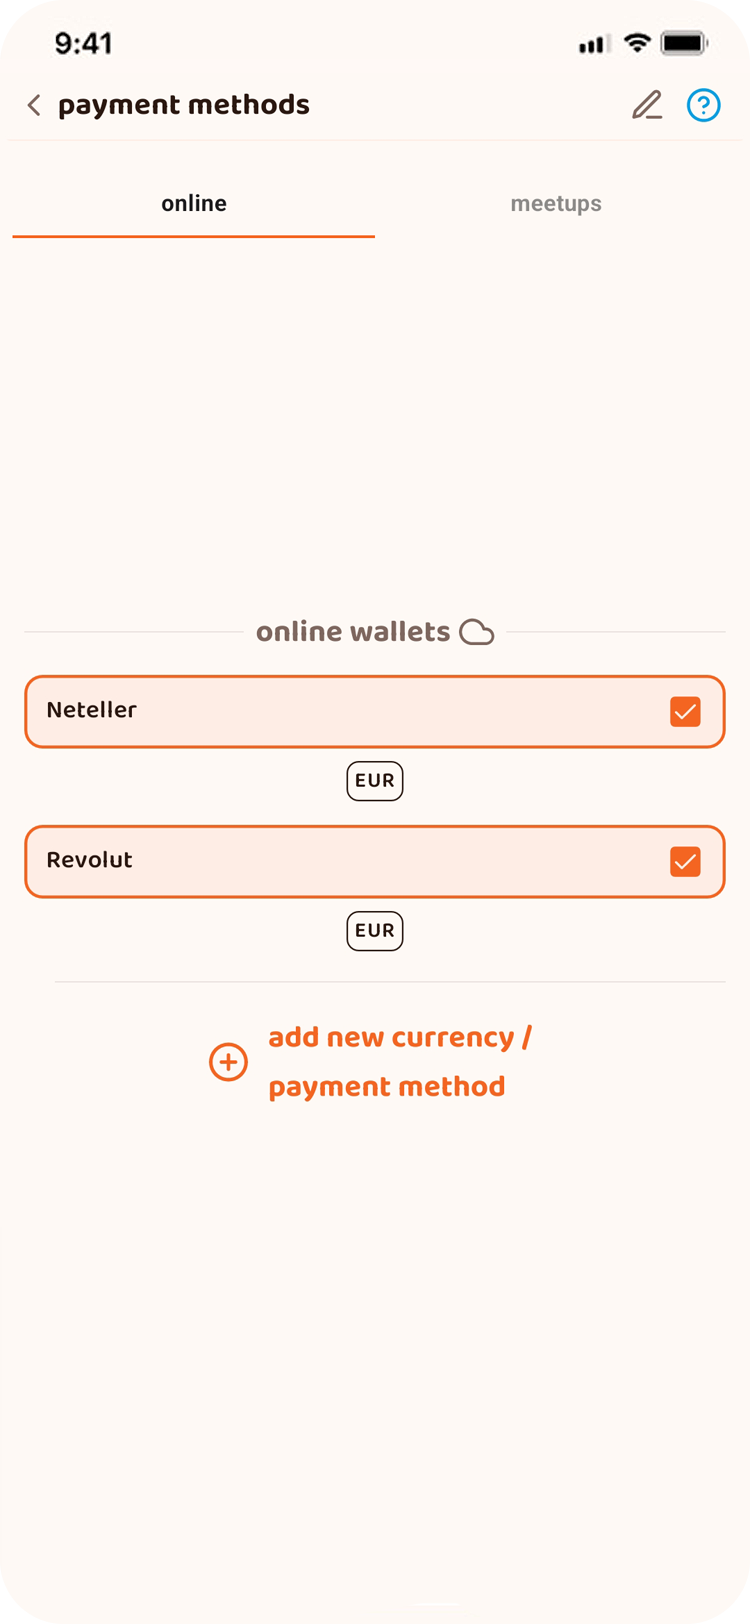 9:41
payment methods
online
meetups
online wallets
Neteller
EUR
Revolut
EUR
add new currency /
payment method